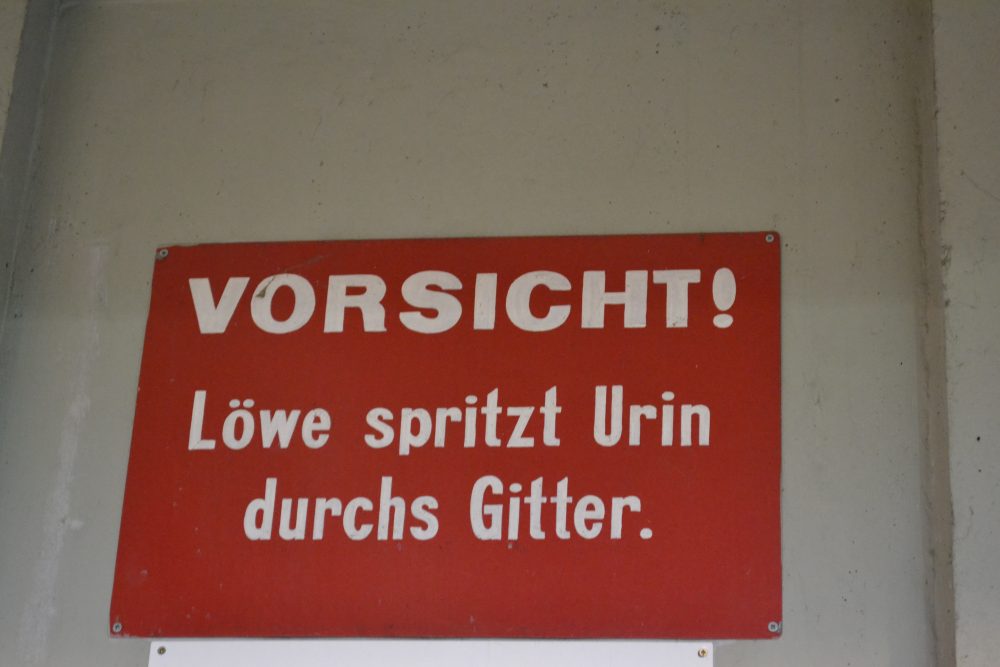 VORSICHT!
Löwe spritzt Urin
durchs Gitter.